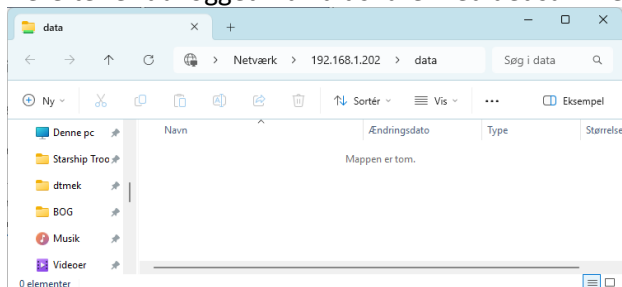 data
Netværk > 192.168.1.202 > data
Søg i data
Ny
Sortér
Vis
Eksempel
Navn
Ændringsdato
Type
Størrelse
Mappen er tom.
Denne pc
Starship Troo
dtmek
BOG
Musik
Videoer
0 elementer